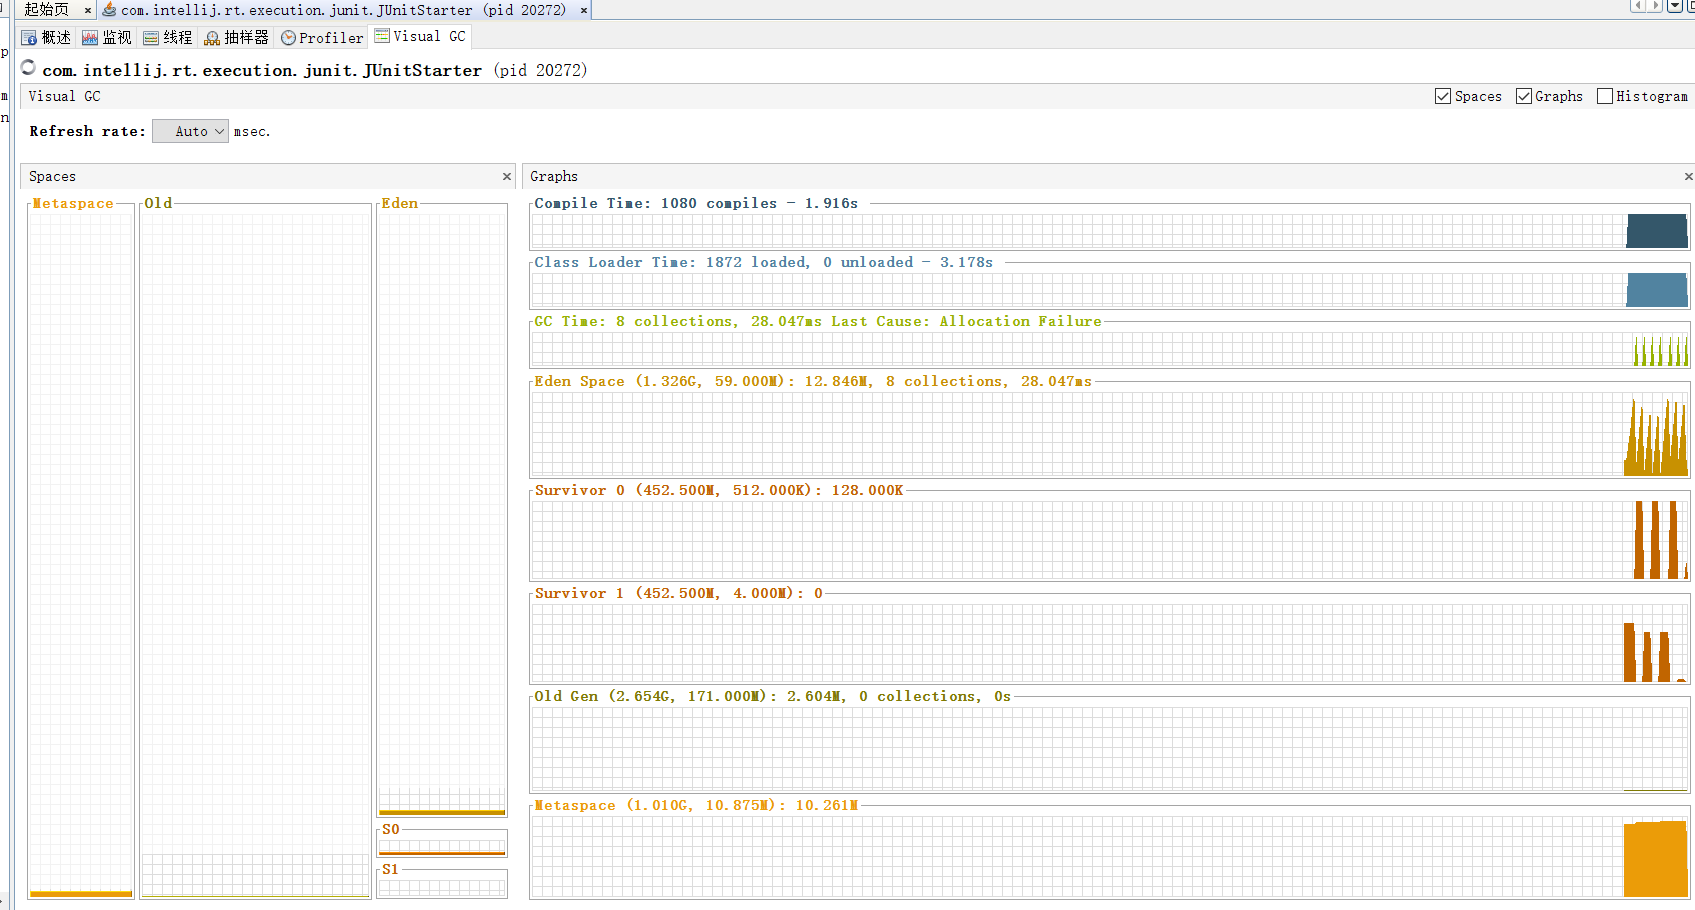 起始页 × com.intellij.rt.execution.junit.JUnitStarter (pid 20272) ×
概述 监视 线程 抽样器 Profiler Visual GC
p
com.intellij.rt.execution.junit.JUnitStarter (pid 20272)
m
Visual GC Spaces Graphs Histogram
n
Refresh rate: Auto msec.
Spaces ×
Graphs ×
Metaspace
Old
Eden
S0
S1
Compile Time: 1080 compiles - 1.916s
Class Loader Time: 1872 loaded, 0 unloaded - 3.178s
GC Time: 8 collections, 28.047ms Last Cause: Allocation Failure
Eden Space (1.326G, 59.000M): 12.846M, 8 collections, 28.047ms
Survivor 0 (452.500M, 512.000K): 128.000K
Survivor 1 (452.500M, 4.000M): 0
Old Gen (2.654G, 171.000M): 2.604M, 0 collections, 0s
Metaspace (1.010G, 10.875M): 10.261M